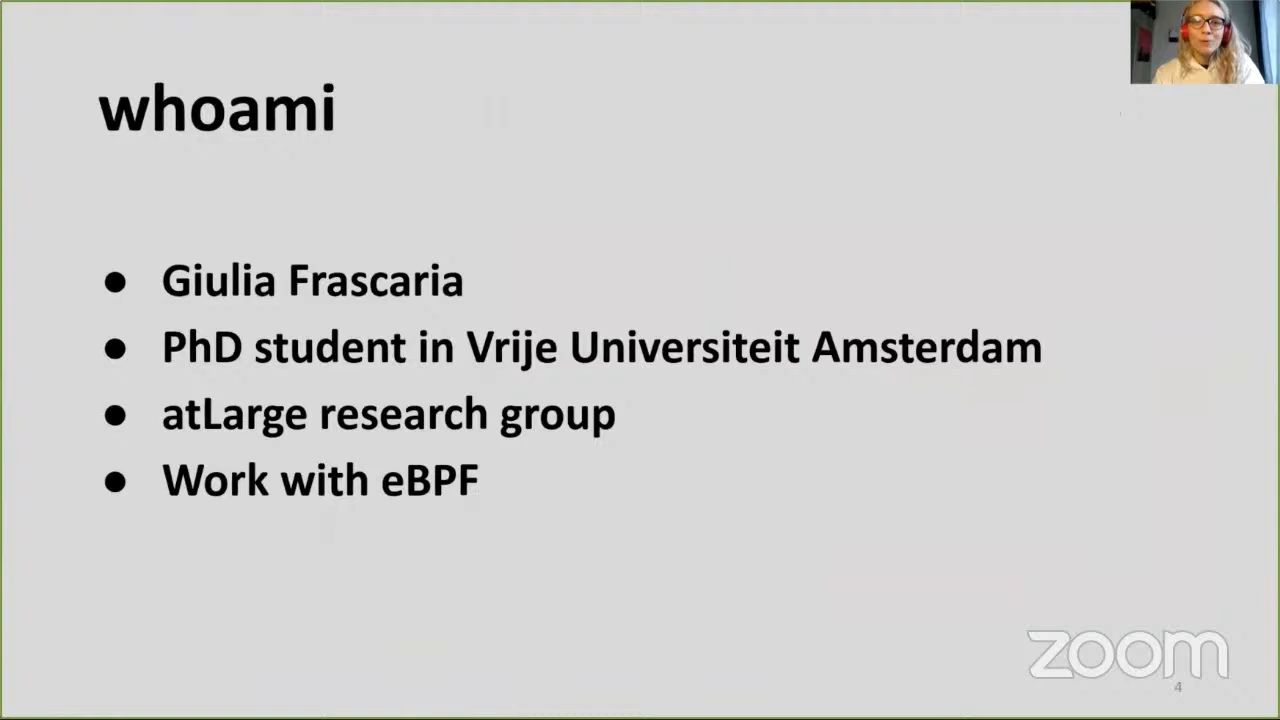 whoami
● Giulia Frascaria
● PhD student in Vrije Universiteit Amsterdam
● atLarge research group
● Work with eBPF
zoom
4